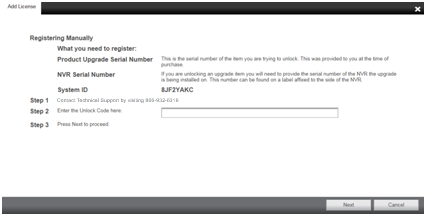 Add License
Registering Manually
What you need to register:
Product Upgrade Serial Number
This is the serial number of the item you are trying to unlock. This was provided to you at the time of
purchase.
NVR Serial Number
If you are unlocking an upgrade item you will need to provide the serial number of the NVR the upgrade
is being installed on. This number can be found on a label affixed to the side of the NVR.
System ID
8JF2YAKC
Step 1
Contact Technical Support by
Step 2
Enter the Unlock Code here:
Step 3
Press Next to proceed.
Next
Cancel